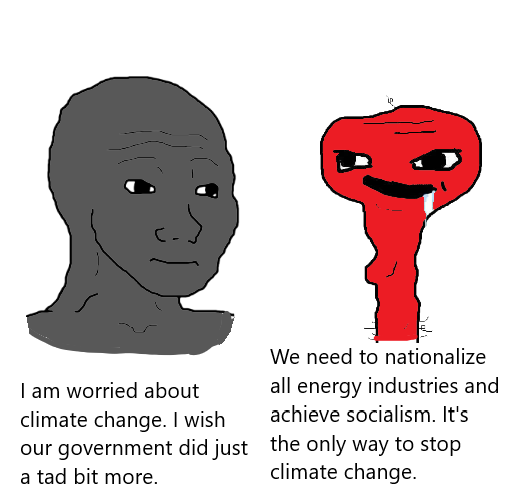 I am worried about
climate change. I wish
our government did just
a tad bit more.
We need to nationalize
all energy industries and
achieve socialism. It's
the only way to stop
climate change.